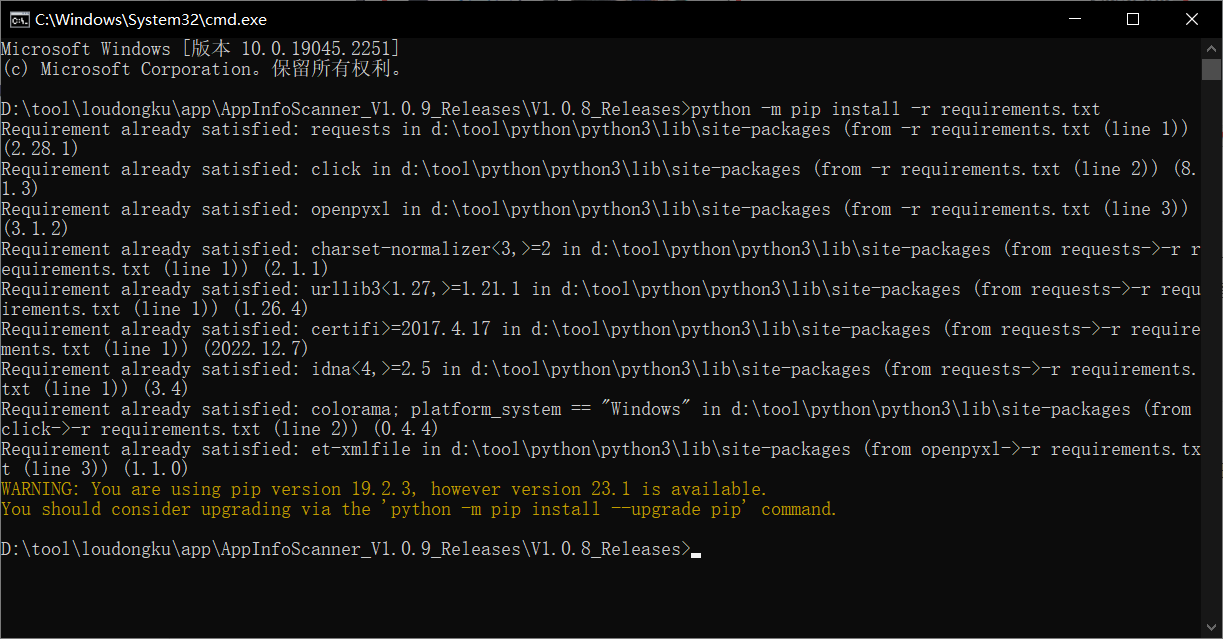 C:\Windows\System32\cmd.exe
Microsoft Windows [版本 10.0.19045.2251]
(c) Microsoft Corporation。保留所有权利。
D:\tool\loudongku\app\AppInfoScanner_V1.0.9_Releases\V1.0.8_Releases>python -m pip install -r requirements.txt
Requirement already satisfied: requests in d:\tool\python\python3\lib\site-packages (from -r requirements.txt (line 1))
(2.28.1)
Requirement already satisfied: click in d:\tool\python\python3\lib\site-packages (from -r requirements.txt (line 2)) (8.
1.3)
Requirement already satisfied: openpyxl in d:\tool\python\python3\lib\site-packages (from -r requirements.txt (line 3))
(3.1.2)
Requirement already satisfied: charset-normalizer<3,>=2 in d:\tool\python\python3\lib\site-packages (from requests->-r r
equirements.txt (line 1)) (2.1.1)
Requirement already satisfied: urllib3<1.27,>=1.21.1 in d:\tool\python\python3\lib\site-packages (from requests->-r requ
irements.txt (line 1)) (1.26.4)
Requirement already satisfied: certifi>=2017.4.17 in d:\tool\python\python3\lib\site-packages (from requests->-r require
ments.txt (line 1)) (2022.12.7)
Requirement already satisfied: idna<4,>=2.5 in d:\tool\python\python3\lib\site-packages (from requests->-r requirements.
txt (line 1)) (3.4)
Requirement already satisfied: colorama; platform_system == "Windows" in d:\tool\python\python3\lib\site-packages (from
click->-r requirements.txt (line 2)) (0.4.4)
Requirement already satisfied: et-xmlfile in d:\tool\python\python3\lib\site-packages (from openpyxl->-r requirements.tx
t (line 3)) (1.1.0)
WARNING: You are using pip version 19.2.3, however version 23.1 is available.
You should consider upgrading via the 'python -m pip install --upgrade pip' command.
D:\tool\loudongku\app\AppInfoScanner_V1.0.9_Releases\V1.0.8_Releases>